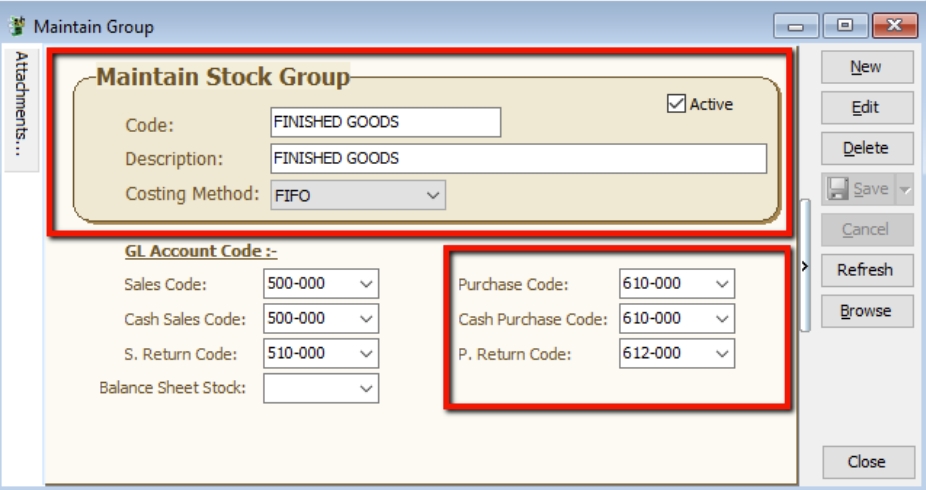 Maintain Group
Attachments...
Maintain Stock Group
Active
Code: FINISHED GOODS
Description: FINISHED GOODS
Costing Method: FIFO
GL Account Code :-
Sales Code: 500-000
Cash Sales Code: 500-000
S. Return Code: 510-000
Balance Sheet Stock:
Purchase Code: 610-000
Cash Purchase Code: 610-000
P. Return Code: 612-000
New
Edit
Delete
Save
Cancel
Refresh
Browse
Close